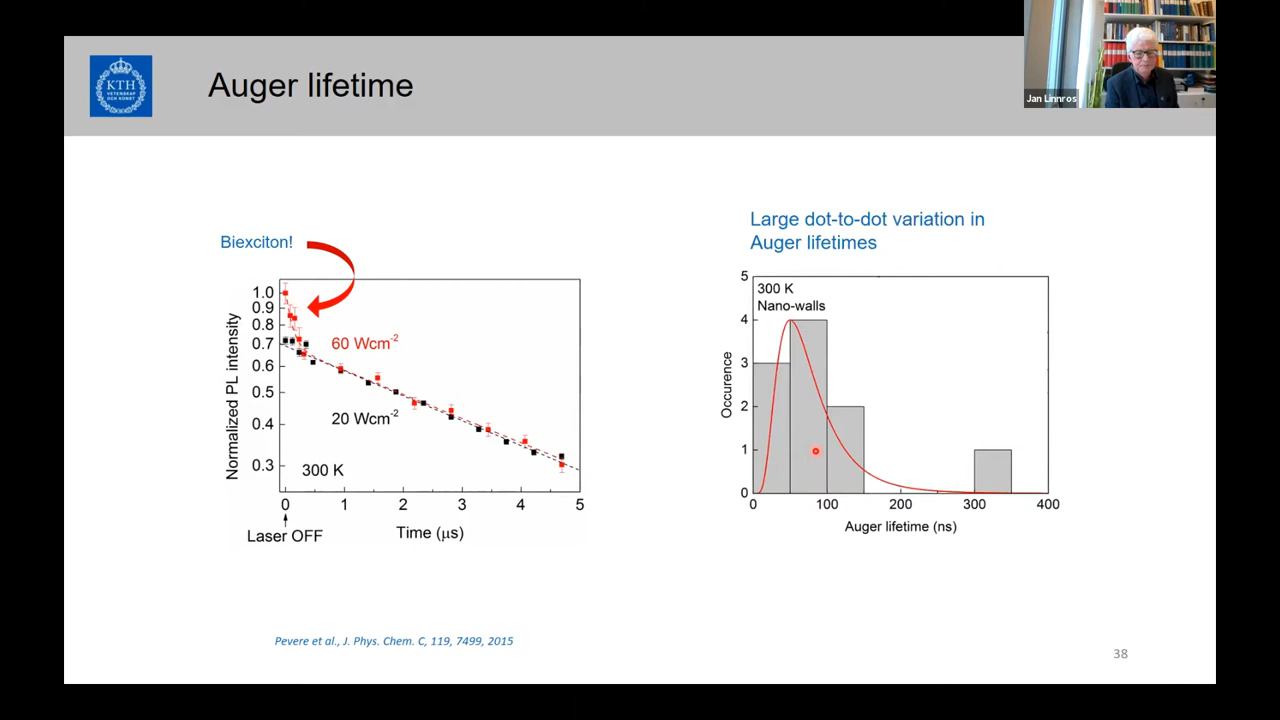 KTH
VETENSKAP
OCH KONST
Auger lifetime
Jan Linnros
Biexciton!
Normalized PL intensity
1.0
0.9
0.8
0.7
0.6
0.5
0.4
0.3
60 Wcm-2
20 Wcm-2
300 K
0 1 2 3 4 5
Laser OFF
Time (μs)
Large dot-to-dot variation in
Auger lifetimes
Occurence
5
4
3
2
1
0
300 K
Nano-walls
0 100 200 300 400
Auger lifetime (ns)
Pevere et al., J. Phys. Chem. C, 119, 7499, 2015
38